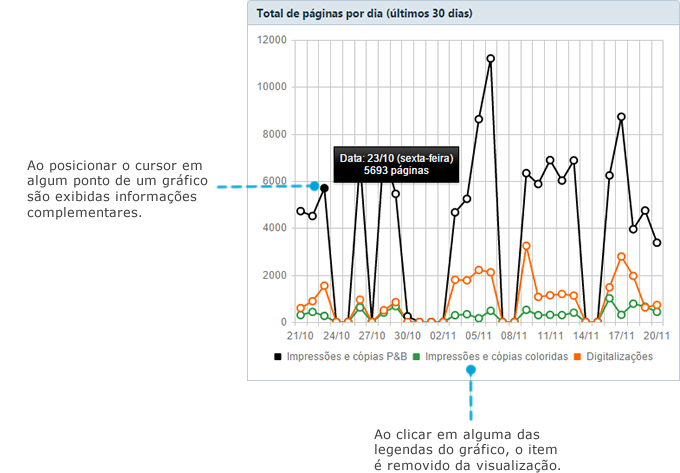 Total de páginas por dia (últimos 30 dias)
12000
10000
8000
6000
4000
2000
0
Data: 23/10 (sexta-feira)
5693 páginas
Ao posicionar o cursor em
algum ponto de um gráfico
são exibidas informações
complementares.
21/10 24/10 27/10 30/10 02/11 05/11 08/11 11/11 14/11 17/11 20/11
Impressões e cópias P&B Impressões e cópias coloridas Digitalizações
Ao clicar em alguma das
legendas do gráfico, o item
é removido da visualização.